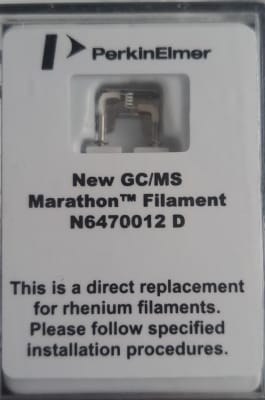 PerkinElmer
New GC/MS
Marathon™ Filament
N6470012 D
This is a direct replacement
for rhenium filaments.
Please follow specified
installation procedures.